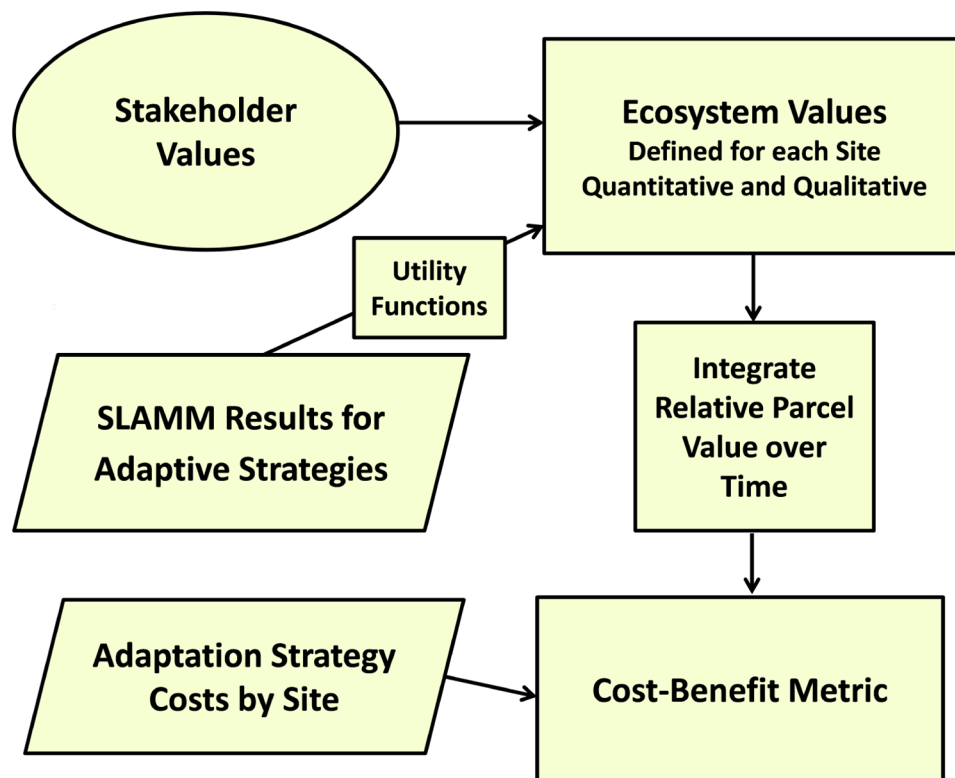 Stakeholder
Values
Ecosystem Values
Defined for each Site
Quantitative and Qualitative
Utility
Functions
SLAMM Results for
Adaptive Strategies
Integrate
Relative Parcel
Value over
Time
Adaptation Strategy
Costs by Site
Cost-Benefit Metric